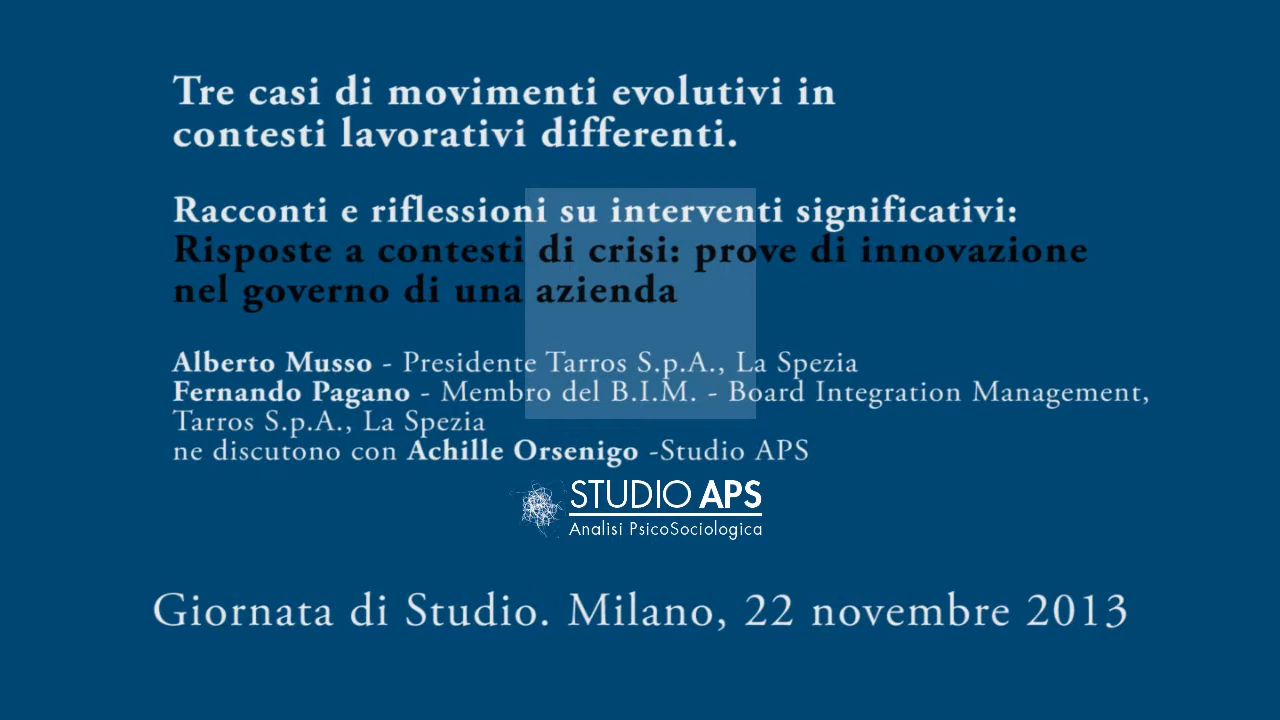 Tre casi di movimenti evolutivi in
contesti lavorativi differenti.
Racconti e riflessioni su interventi significativi:
Risposte a contesti di crisi: prove di innovazione
nel governo di una azienda
Alberto Musso - Presidente Tarros S.p.A., La Spezia
Fernando Pagano - Membro del B.I.M. - Board Integration Management,
Tarros S.p.A., La Spezia
ne discutono con Achille Orsenigo -Studio APS
STUDIO APS
Analisi PsicoSociologica
Giornata di Studio. Milano, 22 novembre 2013